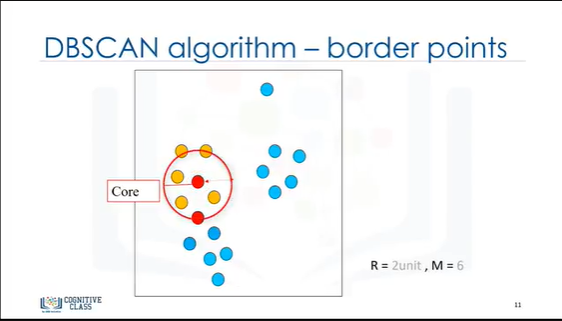 DBSCAN algorithm – border points
Core
R = 2unit , M = 6
COGNITIVE
CLASS
11